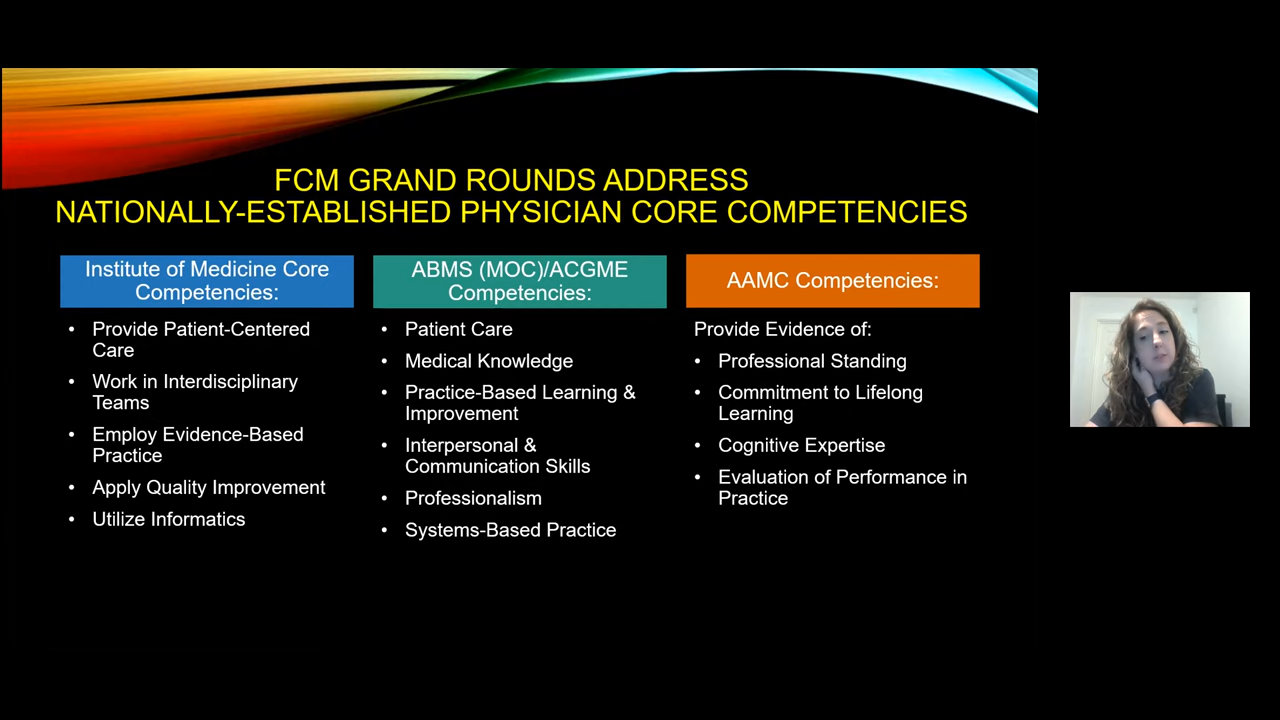 FCM GRAND ROUNDS ADDRESS
NATIONALLY-ESTABLISHED PHYSICIAN CORE COMPETENCIES
Institute of Medicine Core
Competencies:
• Provide Patient-Centered
Care
• Work in Interdisciplinary
Teams
• Employ Evidence-Based
Practice
• Apply Quality Improvement
• Utilize Informatics
ABMS (MOC)/ACGME
Competencies:
• Patient Care
• Medical Knowledge
• Practice-Based Learning &
Improvement
• Interpersonal &
Communication Skills
• Professionalism
• Systems-Based Practice
AAMC Competencies:
Provide Evidence of:
• Professional Standing
• Commitment to Lifelong
Learning
• Cognitive Expertise
• Evaluation of Performance in
Practice